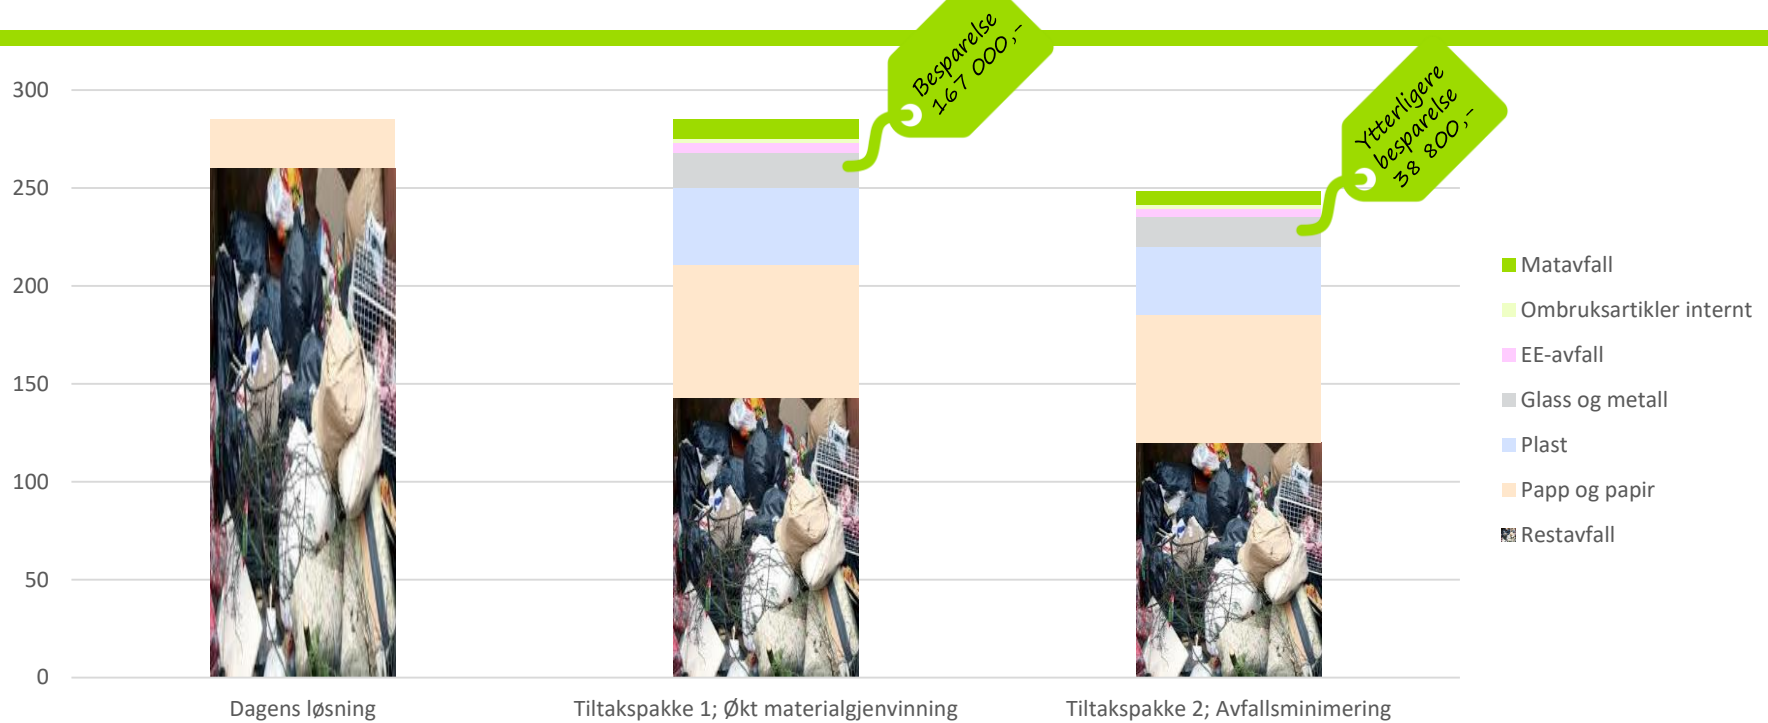 Besparelse
167 000,-
Ytterligere
besparelse
38 800,-
300
250
200
150
100
50
0
Dagens løsning
Tiltakspakke 1; Økt materialgjenvinning
Tiltakspakke 2; Avfallsminimering
Matavfall
Ombruksartikler internt
EE-avfall
Glass og metall
Plast
Papp og papir
Restavfall